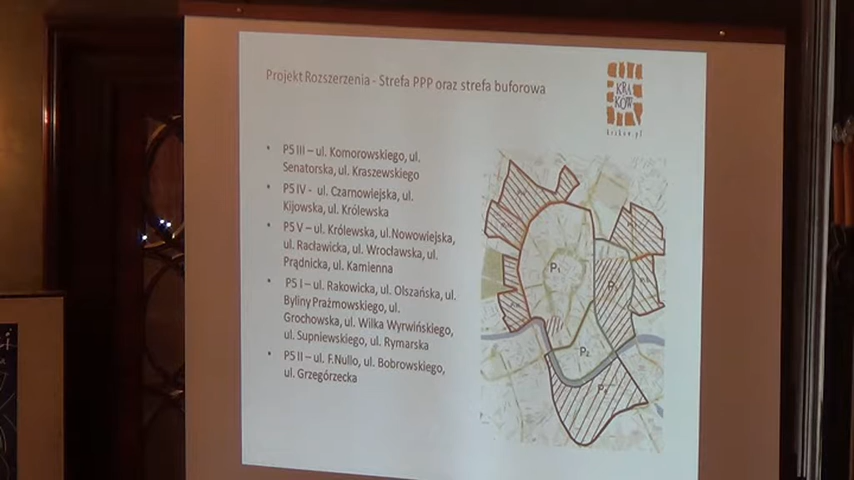 Projekt Rozszerzenia - Strefa PPP oraz strefa buforowa
KRA
KÓW
krakow.pl
• P5 III – ul. Komorowskiego, ul.
Senatorska, ul. Kraszewskiego
• P5 IV - ul. Czarnowiejska, ul.
Kijowska, ul. Królewska
• P5 V – ul. Królewska, ul.Nowowiejska,
ul. Racławicka, ul. Wrocławska, ul.
Prądnicka, ul. Kamienna
• P5 I – ul. Rakowicka, ul. Olszańska, ul.
Byliny Prażmowskiego, ul.
Grochowska, ul. Wilka Wyrwińskiego,
ul. Supniewskiego, ul. Rymarska
• P5 II – ul. F.Nullo, ul. Bobrowskiego,
ul. Grzegórzecka
P1
P2